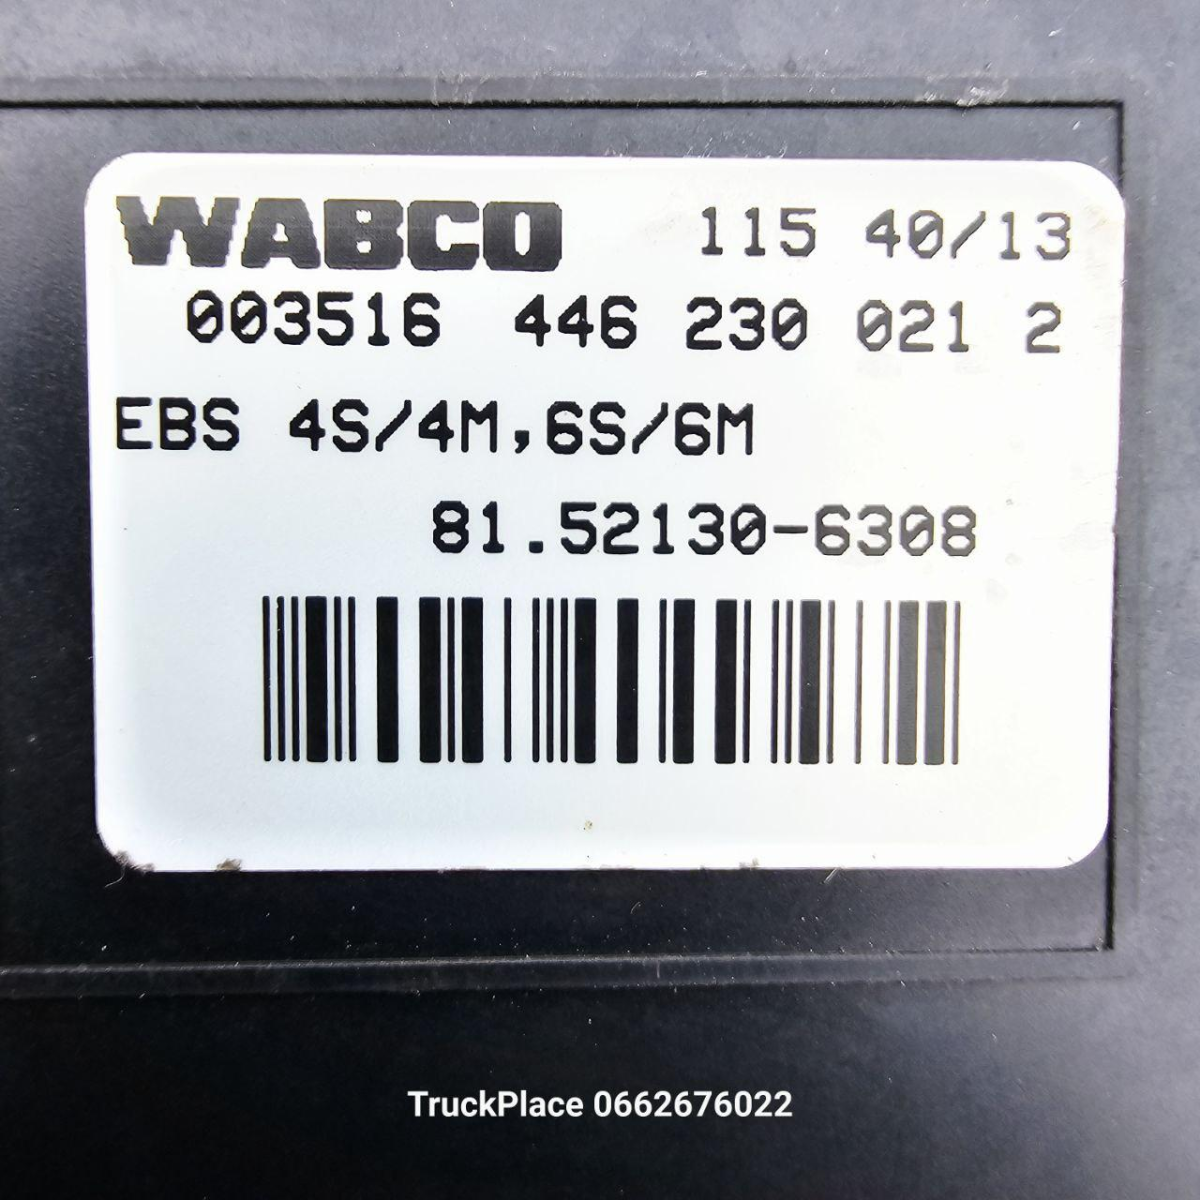 WABCO 115 40/13
003516 446 230 021 2
EBS 4S/4M,6S/6M
81.52130-6308
TruckPlace 0662676022